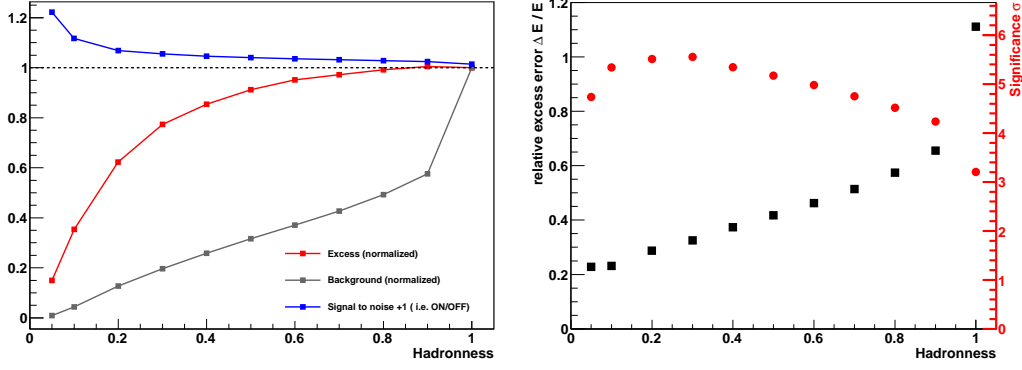 1.2
1
0.8
0.6
0.4
0.2
0
Excess (normalized)
Background (normalized)
Signal to noise +1 ( i.e. ON/OFF)
0 0.2 0.4 0.6 0.8 1
Hadronness
relative excess error Δ E / E
1.2
1
0.8
0.6
0.4
0.2
0
0 0.2 0.4 0.6 0.8 1
Hadronness
Significance σ
6
5
4
3
2
1
0